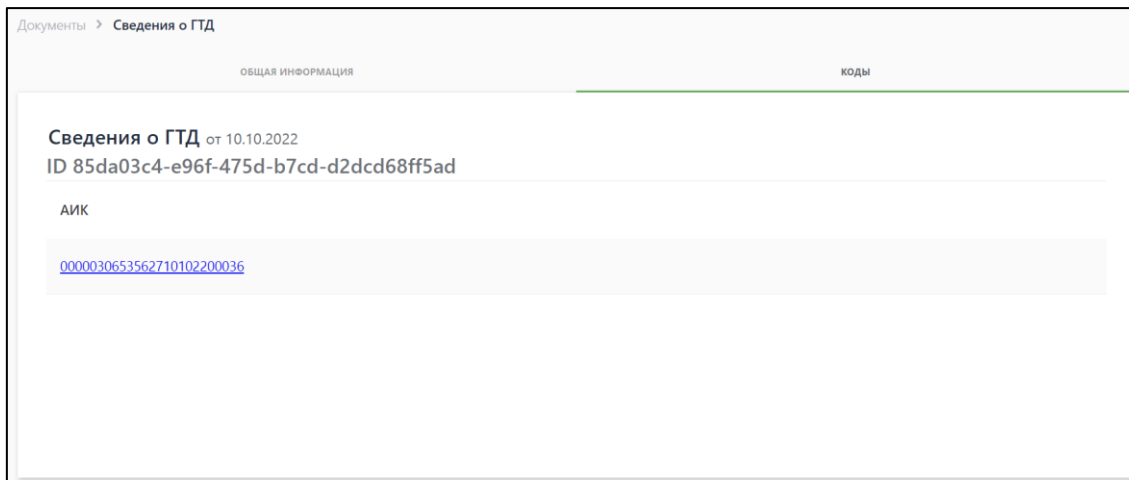 Документы > Сведения о ГТД
ОБЩАЯ ИНФОРМАЦИЯ КОДЫ
Сведения о ГТД от 10.10.2022
ID 85da03c4-e96f-475d-b7cd-d2dcd68ff5ad
АИК
0000030653562710102200036